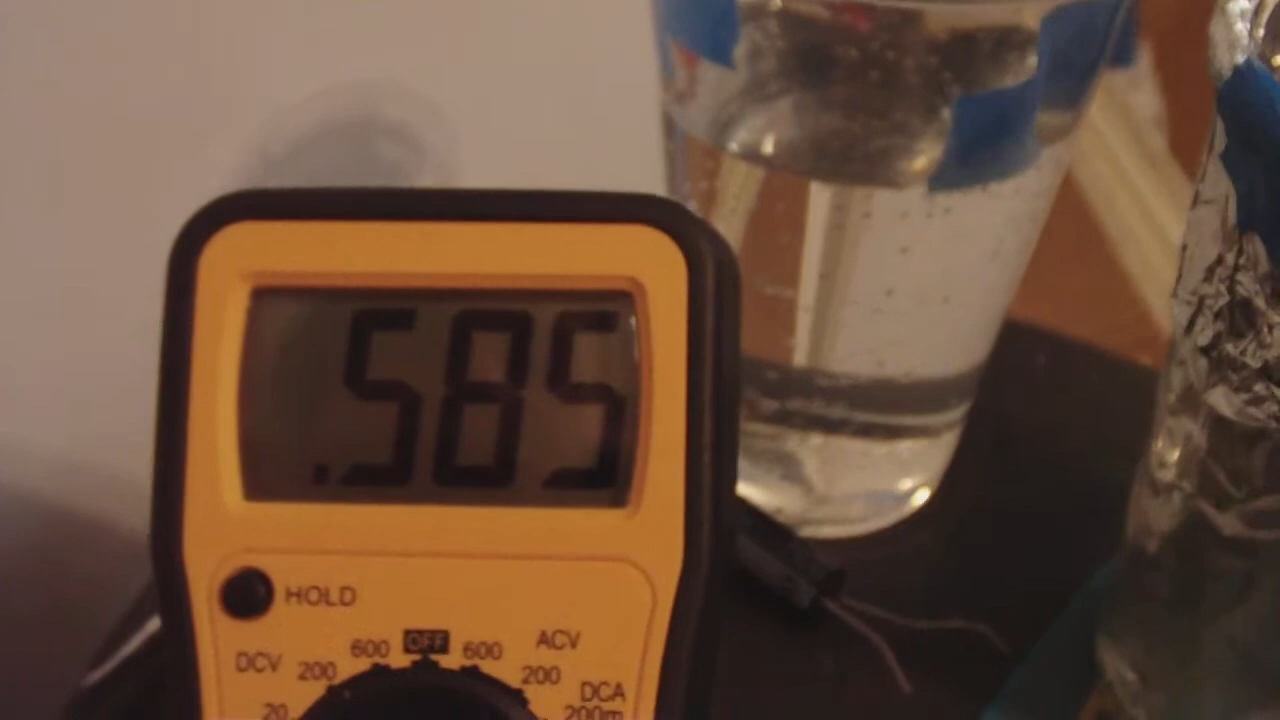 .585
HOLD
600 OFF 600 ACV
DCV 200 200
DCA
20 200m